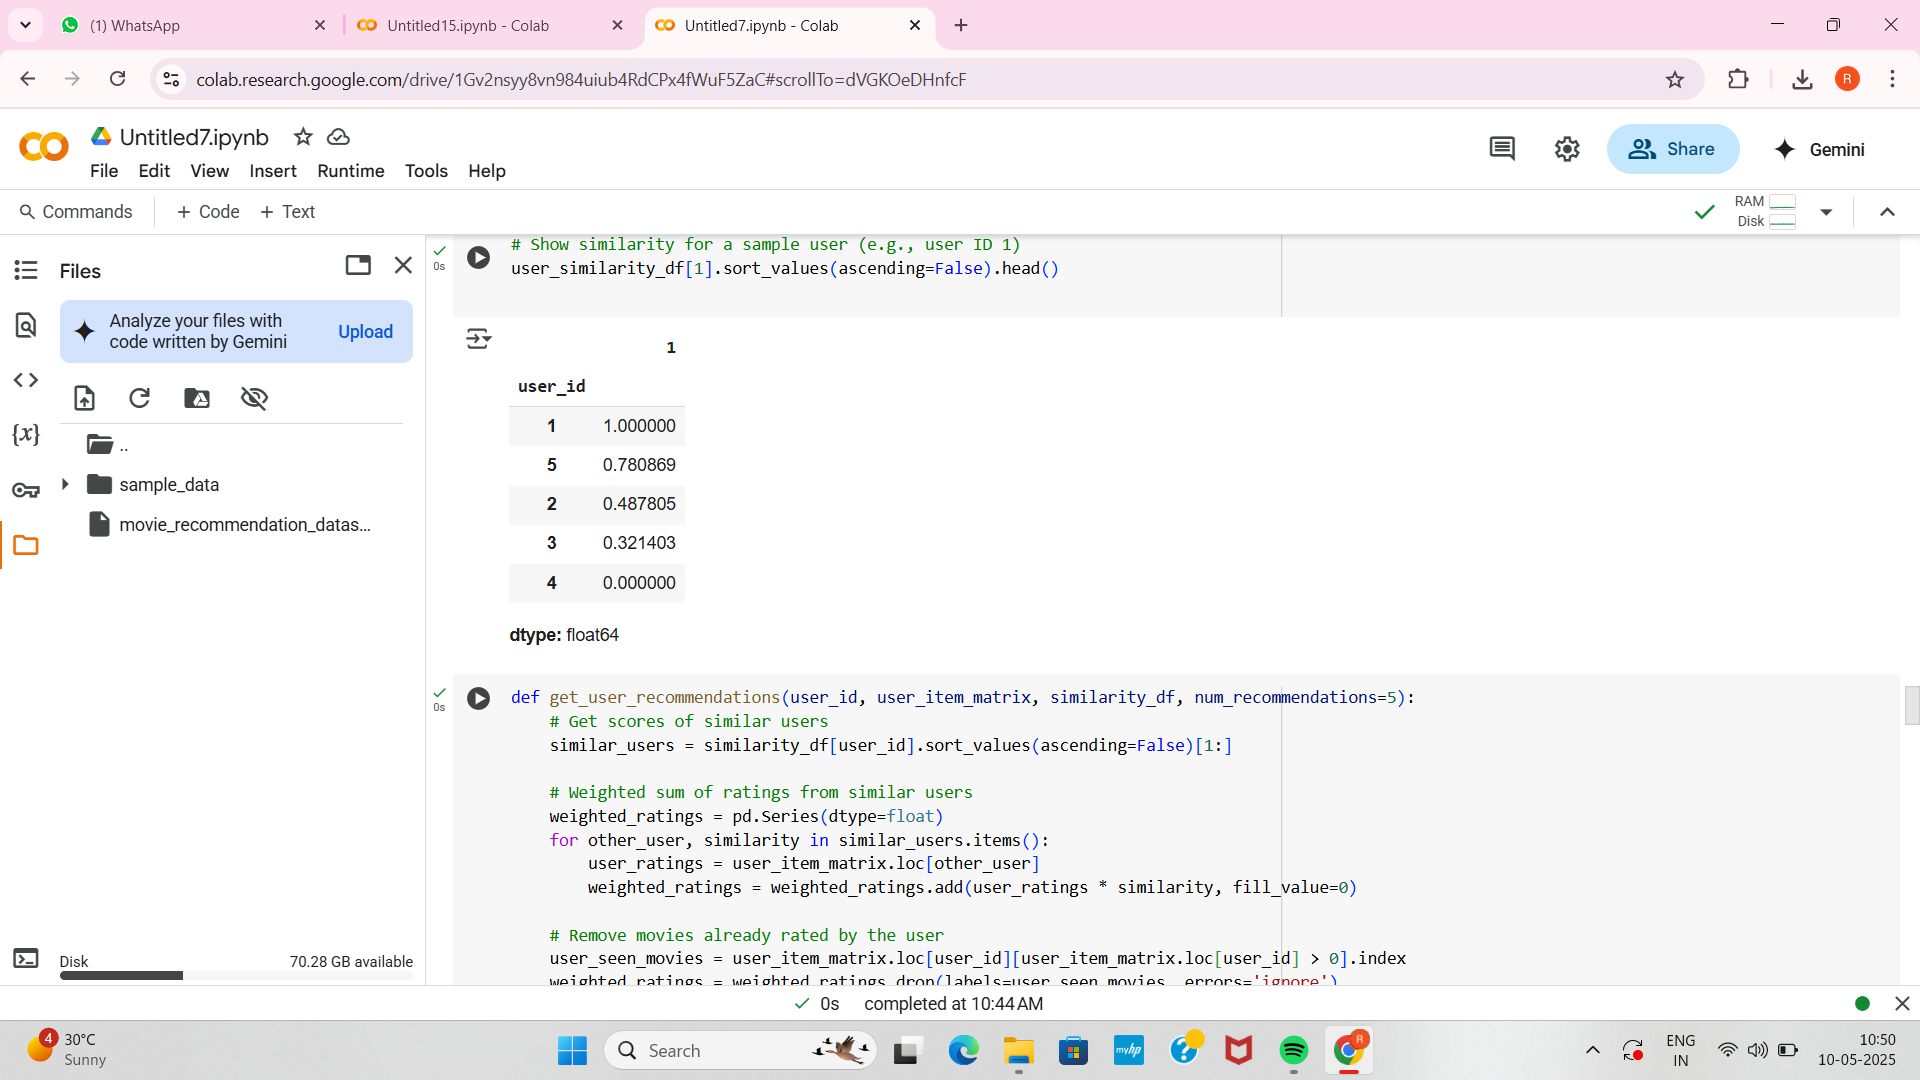 (1) WhatsApp
Untitled15.ipynb - Colab
Untitled7.ipynb - Colab
colab.research.google.com/drive/1Gv2nsyy8vn984uiub4RdCPx4fWuF5ZaC#scrollTo=dVGKOeDHnfcF
R
Untitled7.ipynb
File Edit View Insert Runtime Tools Help
Share
Gemini
Commands
+ Code + Text
RAM
Disk
Files
Analyze your files with
code written by Gemini
Upload
..
sample_data
movie_recommendation_datas...
Disk
70.28 GB available
0s
# Show similarity for a sample user (e.g., user ID 1)
user_similarity_df[1].sort_values(ascending=False).head()
1
user_id
1 1.000000
5 0.780869
2 0.487805
3 0.321403
4 0.000000
dtype: float64
0s
def get_user_recommendations(user_id, user_item_matrix, similarity_df, num_recommendations=5):
# Get scores of similar users
similar_users = similarity_df[user_id].sort_values(ascending=False)[1:]
# Weighted sum of ratings from similar users
weighted_ratings = pd.Series(dtype=float)
for other_user, similarity in similar_users.items():
user_ratings = user_item_matrix.loc[other_user]
weighted_ratings = weighted_ratings.add(user_ratings * similarity, fill_value=0)
# Remove movies already rated by the user
user_seen_movies = user_item_matrix.loc[user_id][user_item_matrix.loc[user_id] > 0].index
weighted_ratings = weighted_ratings.drop(labels=user_seen_movies, errors='ignore')
0s completed at 10:44 AM
4
30°C
Sunny
Search
myhp
R
ENG
IN
10:50
10-05-2025